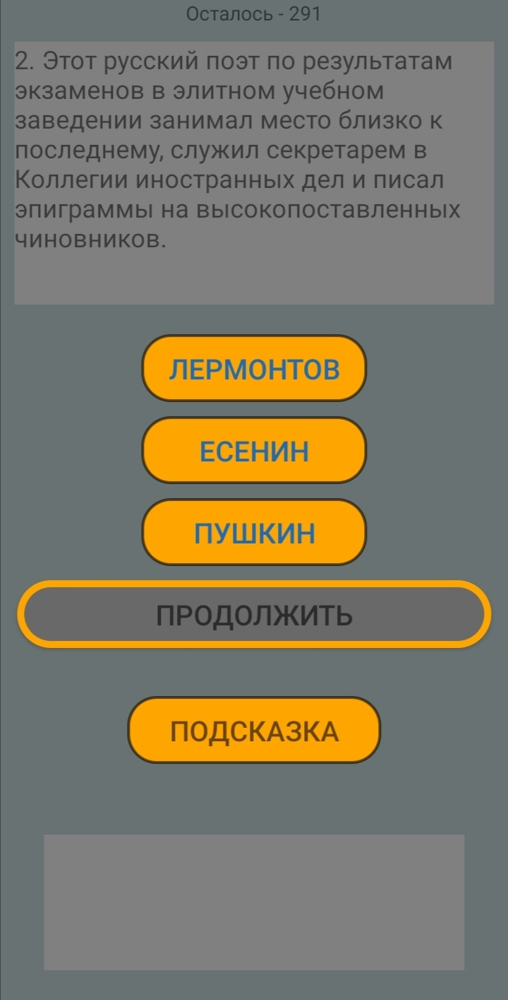 Осталось - 291
2. Этот русский поэт по результатам
экзаменов в элитном учебном
заведении занимал место близко к
последнему, служил секретарем в
Коллегии иностранных дел и писал
эпиграммы на высокопоставленных
чиновников.
ЛЕРМОНТОВ
ЕСЕНИН
ПУШКИН
ПРОДОЛЖИТЬ
ПОДСКАЗКА